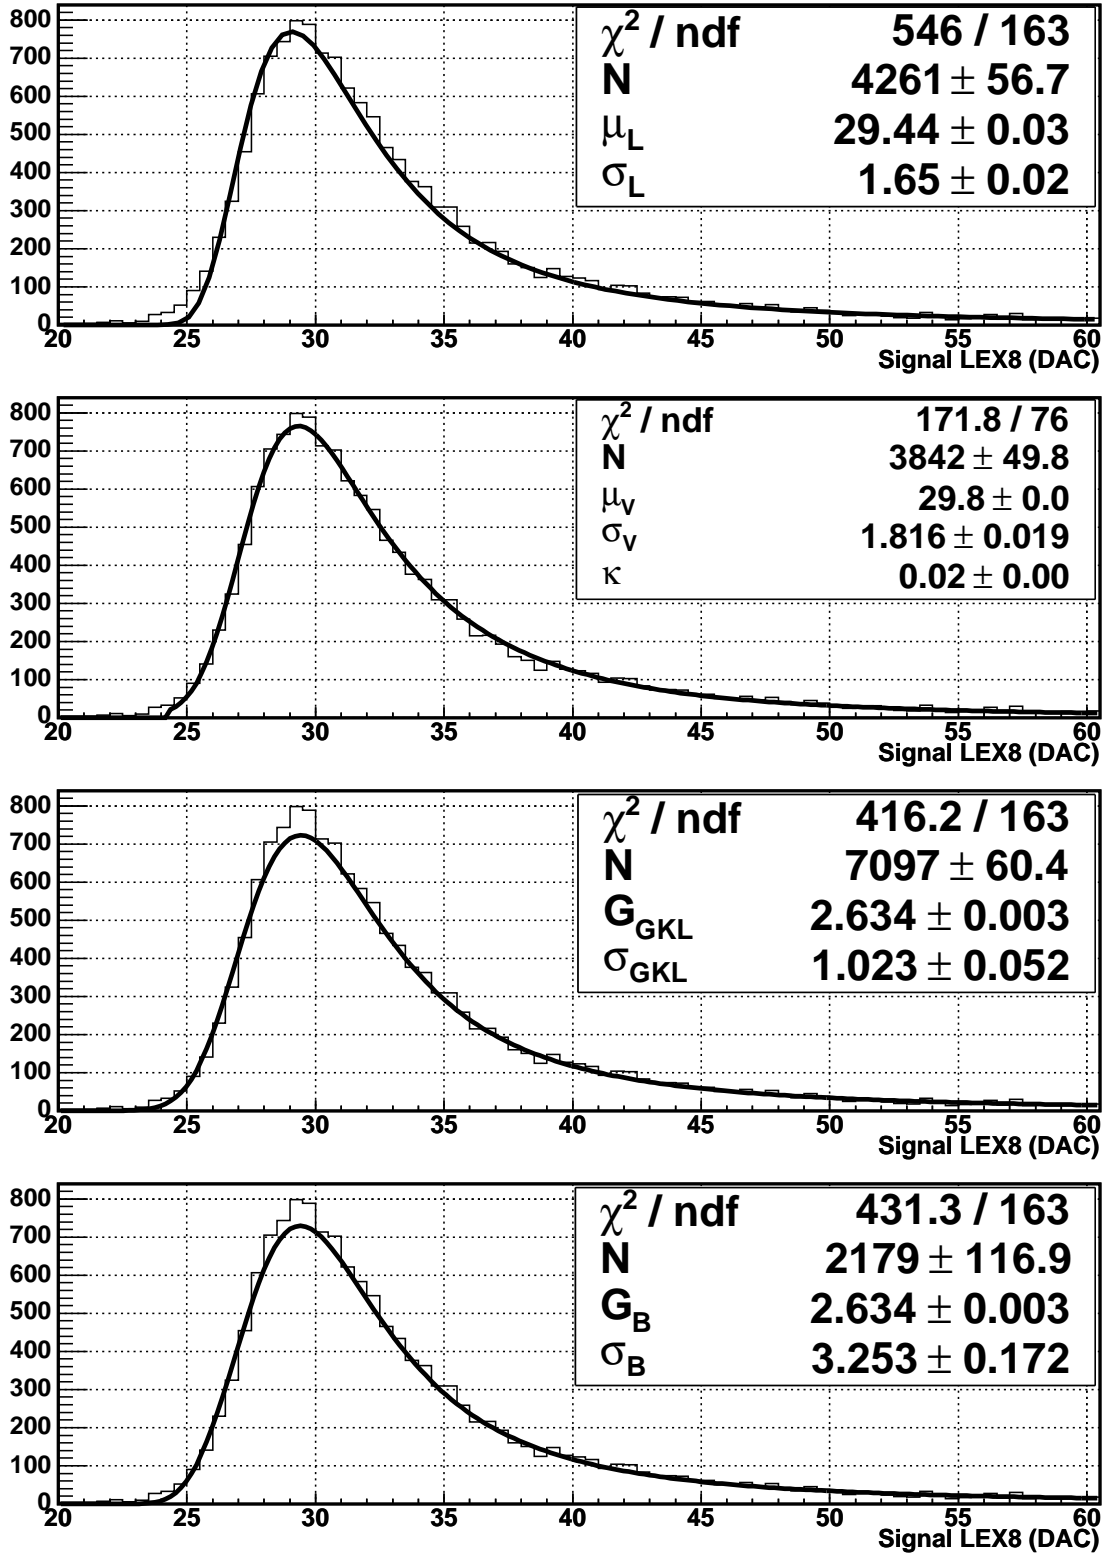 800
700
600
500
400
300
200
100
0
χ² / ndf 546 / 163
N 4261 ± 56.7
μL 29.44 ± 0.03
σL 1.65 ± 0.02
20 25 30 35 40 45 50 55 60
Signal LEX8 (DAC)
800
700
600
500
400
300
200
100
0
χ² / ndf 171.8 / 76
N 3842 ± 49.8
μV 29.8 ± 0.0
σV 1.816 ± 0.019
κ 0.02 ± 0.00
20 25 30 35 40 45 50 55 60
Signal LEX8 (DAC)
800
700
600
500
400
300
200
100
0
χ² / ndf 416.2 / 163
N 7097 ± 60.4
GGKL 2.634 ± 0.003
σGKL 1.023 ± 0.052
20 25 30 35 40 45 50 55 60
Signal LEX8 (DAC)
800
700
600
500
400
300
200
100
0
χ² / ndf 431.3 / 163
N 2179 ± 116.9
GB 2.634 ± 0.003
σB 3.253 ± 0.172
20 25 30 35 40 45 50 55 60
Signal LEX8 (DAC)